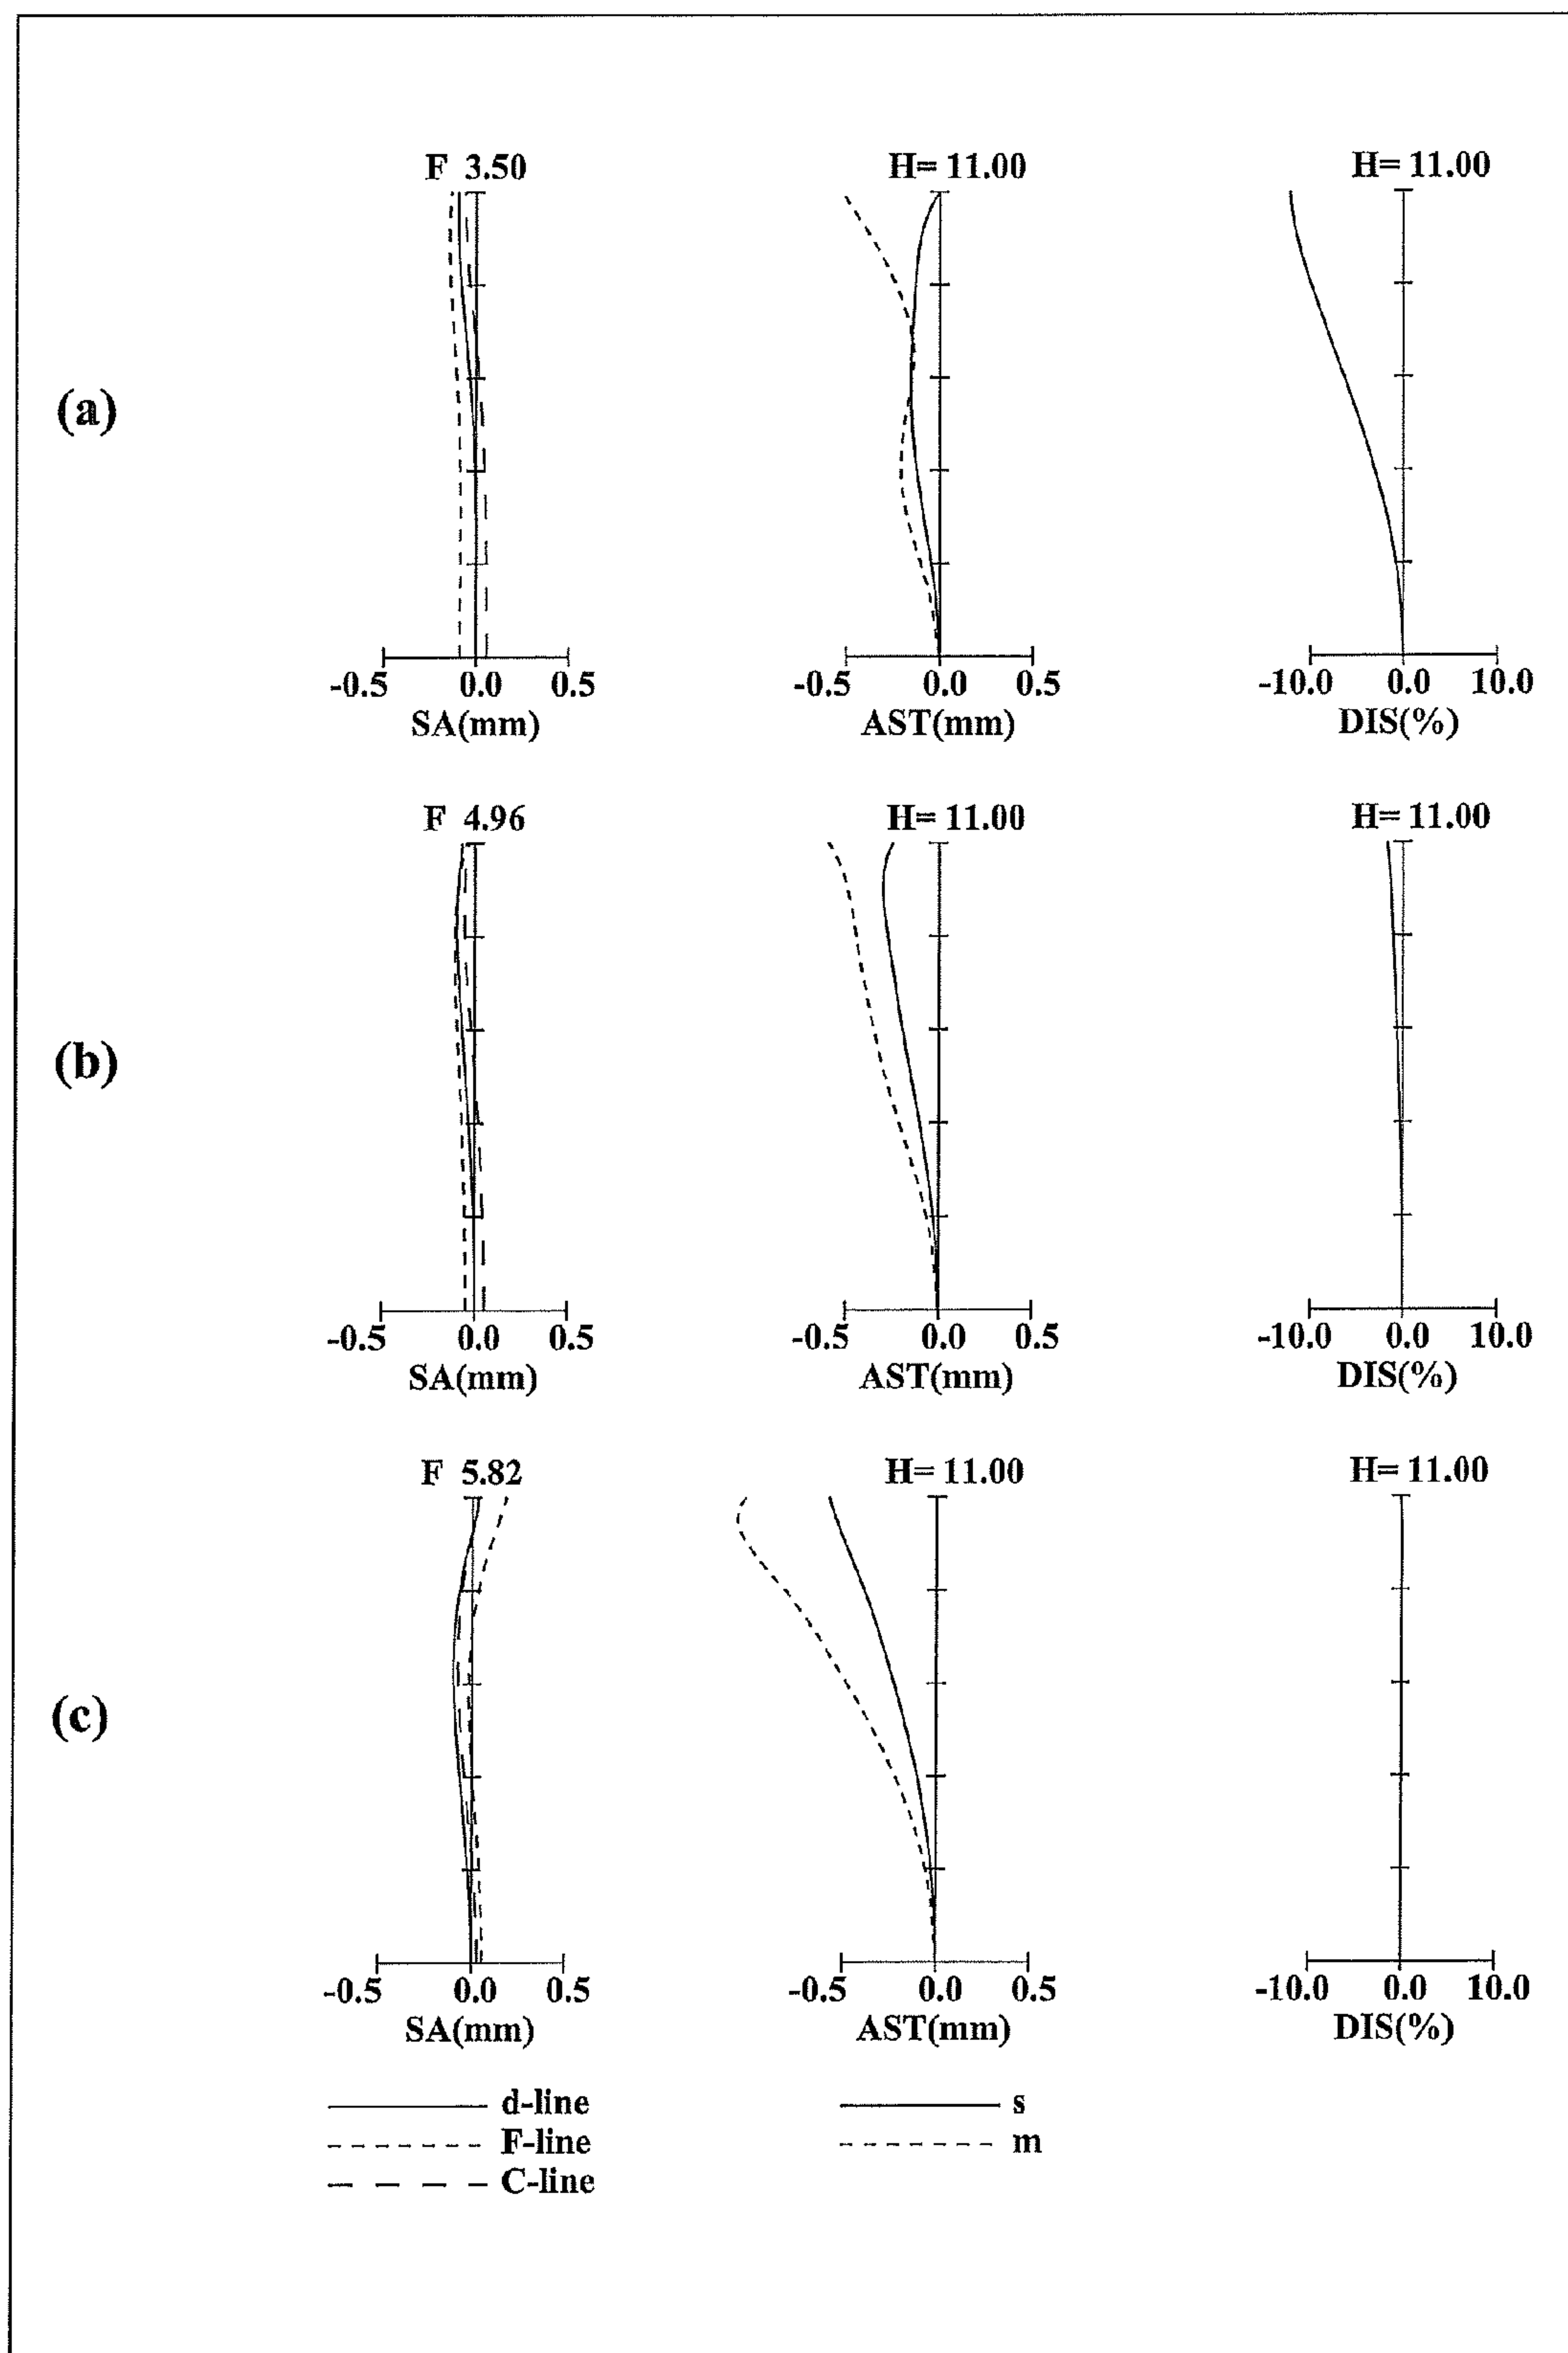 F 3.50 H= 11.00 H= 11.00
(a)
-0.5 0.0 0.5 -0.5 0.0 0.5 -10.0 0.0 10.0
SA(mm) AST(mm) DIS(%)
F 4.96 H= 11.00 H= 11.00
(b)
-0.5 0.0 0.5 -0.5 0.0 0.5 -10.0 0.0 10.0
SA(mm) AST(mm) DIS(%)
F 5.82 H= 11.00 H= 11.00
(c)
-0.5 0.0 0.5 -0.5 0.0 0.5 -10.0 0.0 10.0
SA(mm) AST(mm) DIS(%)
d-line s
F-line m
C-line